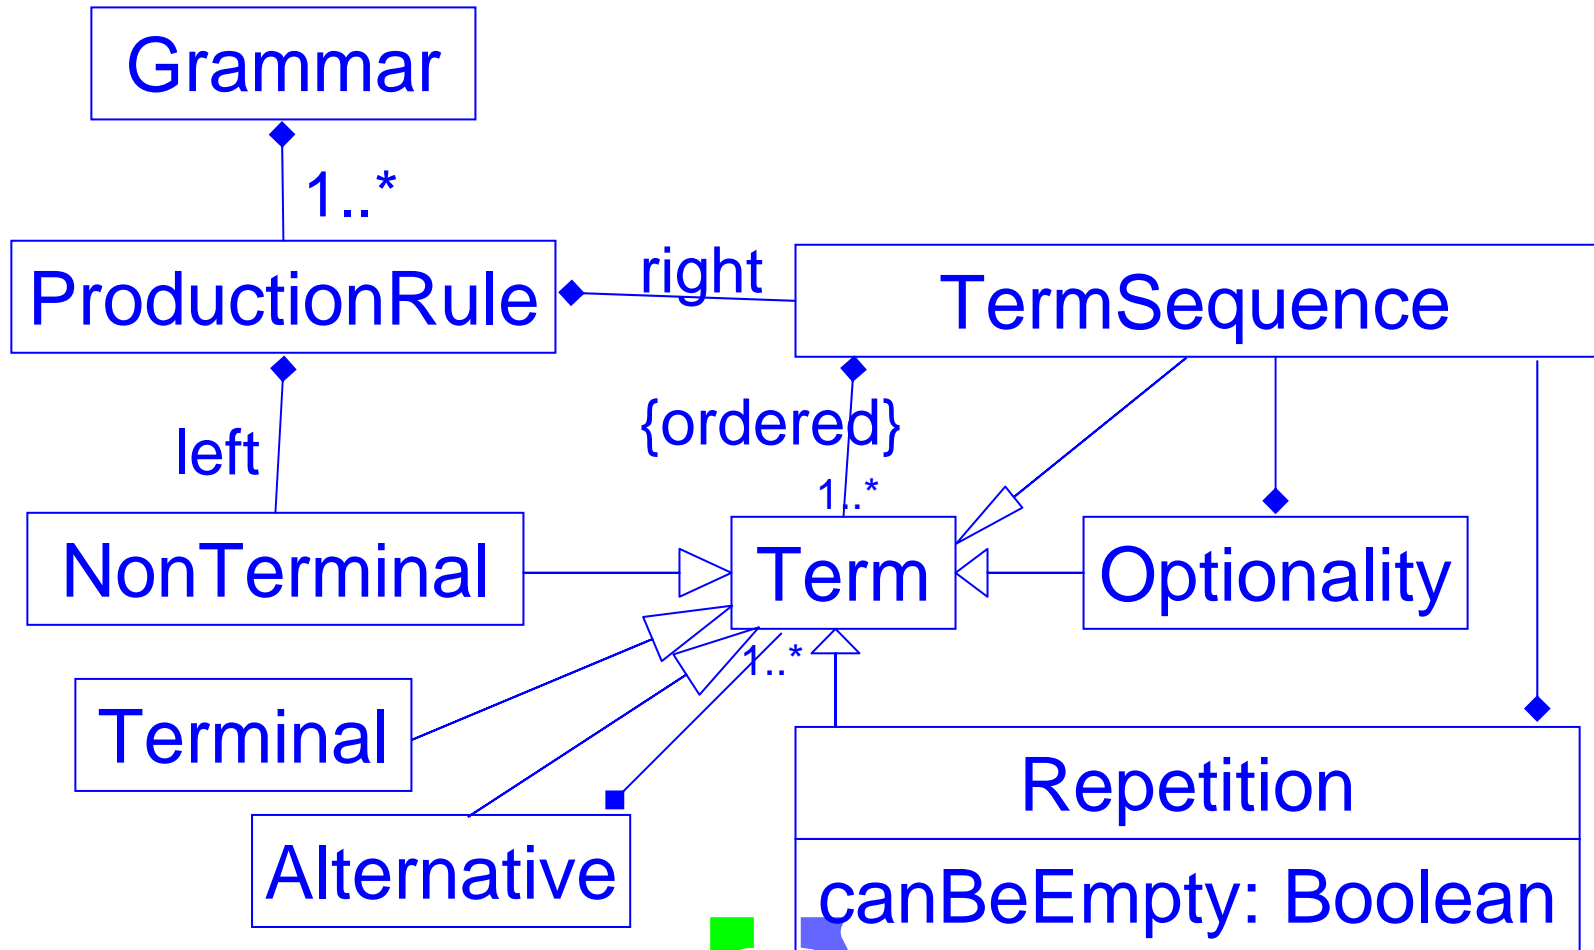 Grammar
1..*
ProductionRule
right
TermSequence
{ordered}
left
1..*
NonTerminal
Term
Optionality
1..*
Terminal
Repetition
Alternative
canBeEmpty: Boolean